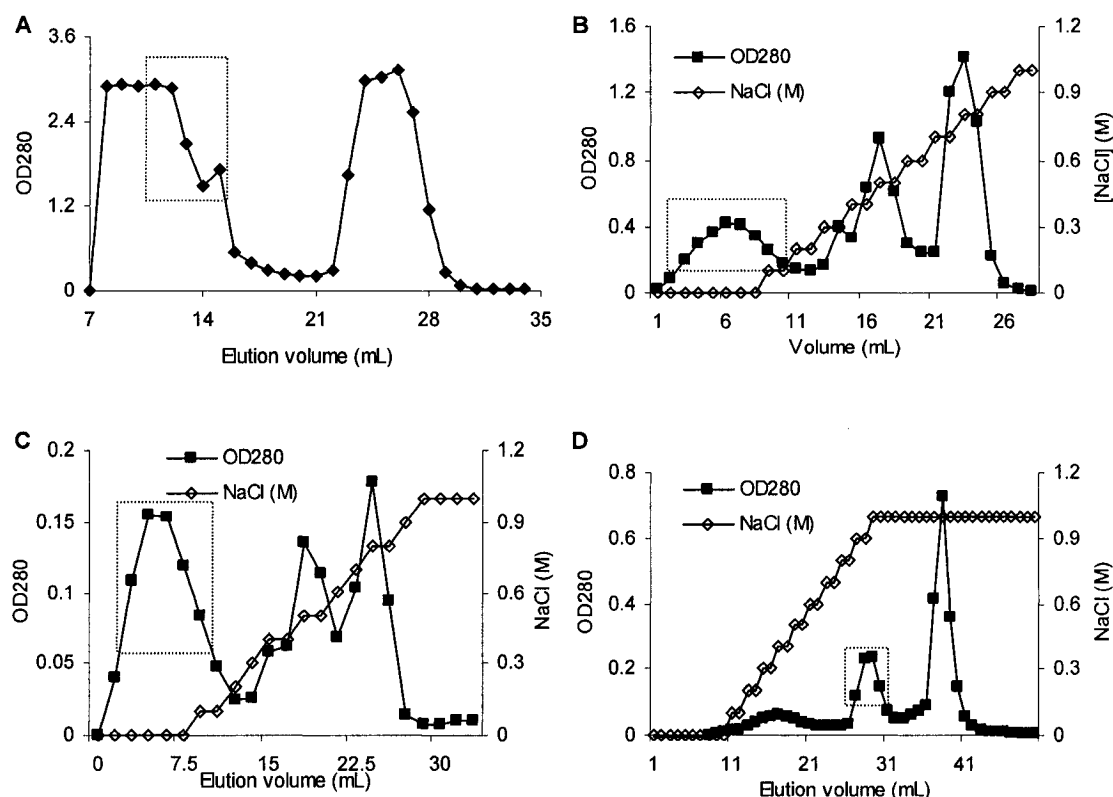 A
3.6
2.4
1.2
0
OD280
7 14 21 28 35
Elution volume (mL)
B
1.6
1.2
0.8
0.4
0
OD280
OD280
NaCl (M)
1.2
0.9
0.6
0.3
0
[NaCl] (M)
1 6 11 16 21 26
Volume (mL)
C
0.2
0.15
0.1
0.05
0
OD280
OD280
NaCl (M)
1.2
0.9
0.6
0.3
0
NaCl (M)
0 7.5 15 22.5 30
Elution volume (mL)
D
0.8
0.6
0.4
0.2
0
OD280
OD280
NaCl (M)
1.2
0.9
0.6
0.3
0
NaCl (M)
1 11 21 31 41
Elution volume (mL)